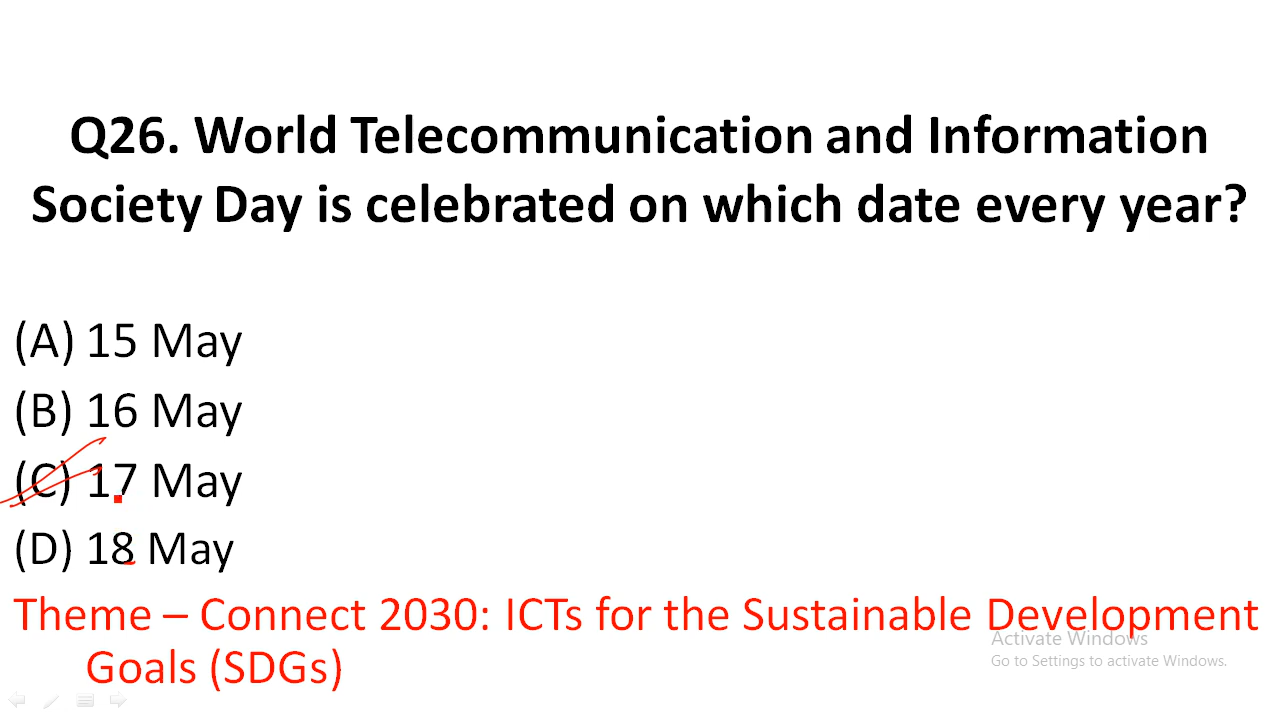 Q26. World Telecommunication and Information
Society Day is celebrated on which date every year?
(A) 15 May
(B) 16 May
(C) 17 May
(D) 18 May
Theme – Connect 2030: ICTs for the Sustainable Development
Goals (SDGs)
Activate Windows
Go to Settings to activate Windows.